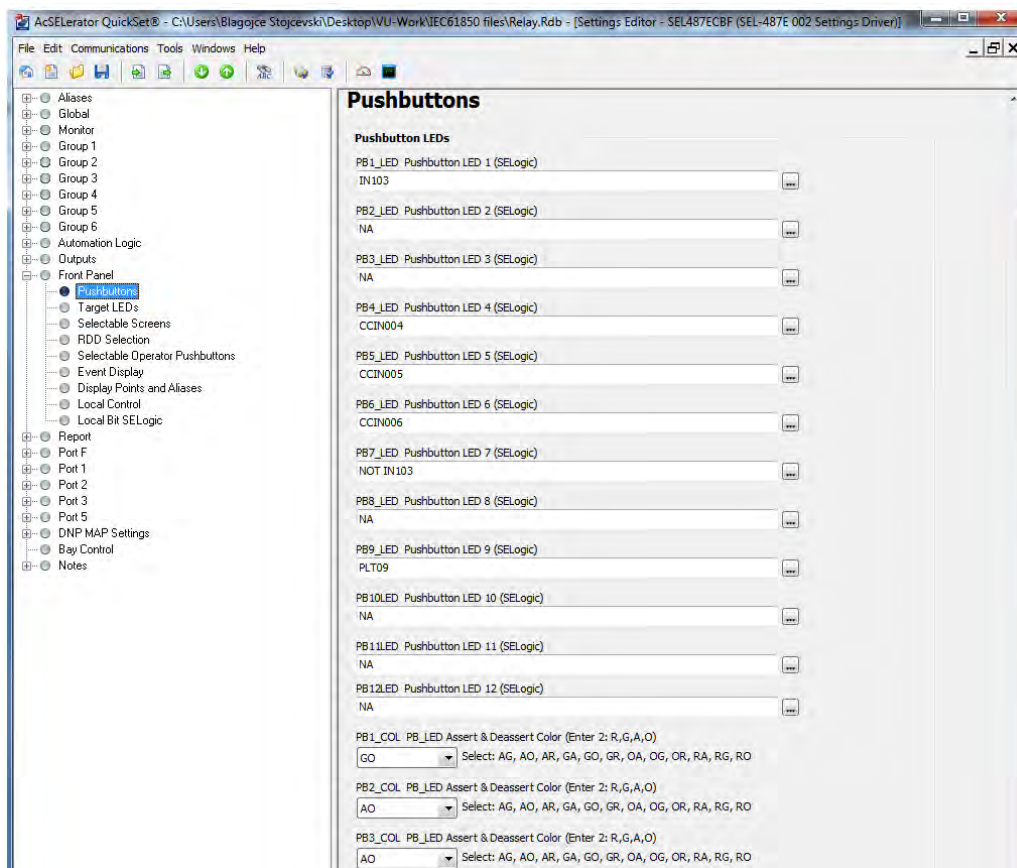 AcSELerator QuickSet® - C:\Users\Blagojce Stojcevski\Desktop\VU-Work\IEC61850 files\Relay.Rdb - [Settings Editor - SEL487ECBF (SEL-487E 002 Settings Driver)]
File Edit Communications Tools Windows Help
Aliases
Global
Monitor
Group 1
Group 2
Group 3
Group 4
Group 5
Group 6
Automation Logic
Outputs
Front Panel
Pushbuttons
Target LEDs
Selectable Screens
RDD Selection
Selectable Operator Pushbuttons
Event Display
Display Points and Aliases
Local Control
Local Bit SELogic
Report
Port F
Port 1
Port 2
Port 3
Port 5
DNP MAP Settings
Bay Control
Notes
Pushbuttons
Pushbutton LEDs
PB1_LED Pushbutton LED 1 (SELogic)
IN103
...
PB2_LED Pushbutton LED 2 (SELogic)
NA
...
PB3_LED Pushbutton LED 3 (SELogic)
NA
...
PB4_LED Pushbutton LED 4 (SELogic)
CCIN004
...
PB5_LED Pushbutton LED 5 (SELogic)
CCIN005
...
PB6_LED Pushbutton LED 6 (SELogic)
CCIN006
...
PB7_LED Pushbutton LED 7 (SELogic)
NOT IN103
...
PB8_LED Pushbutton LED 8 (SELogic)
NA
...
PB9_LED Pushbutton LED 9 (SELogic)
PLT09
...
PB10LED Pushbutton LED 10 (SELogic)
NA
...
PB11LED Pushbutton LED 11 (SELogic)
NA
...
PB12LED Pushbutton LED 12 (SELogic)
NA
...
PB1_COL PB_LED Assert & Deassert Color (Enter 2: R,G,A,O)
GO Select: AG, AO, AR, GA, GO, GR, OA, OG, OR, RA, RG, RO
PB2_COL PB_LED Assert & Deassert Color (Enter 2: R,G,A,O)
AO Select: AG, AO, AR, GA, GO, GR, OA, OG, OR, RA, RG, RO
PB3_COL PB_LED Assert & Deassert Color (Enter 2: R,G,A,O)
AO Select: AG, AO, AR, GA, GO, GR, OA, OG, OR, RA, RG, RO